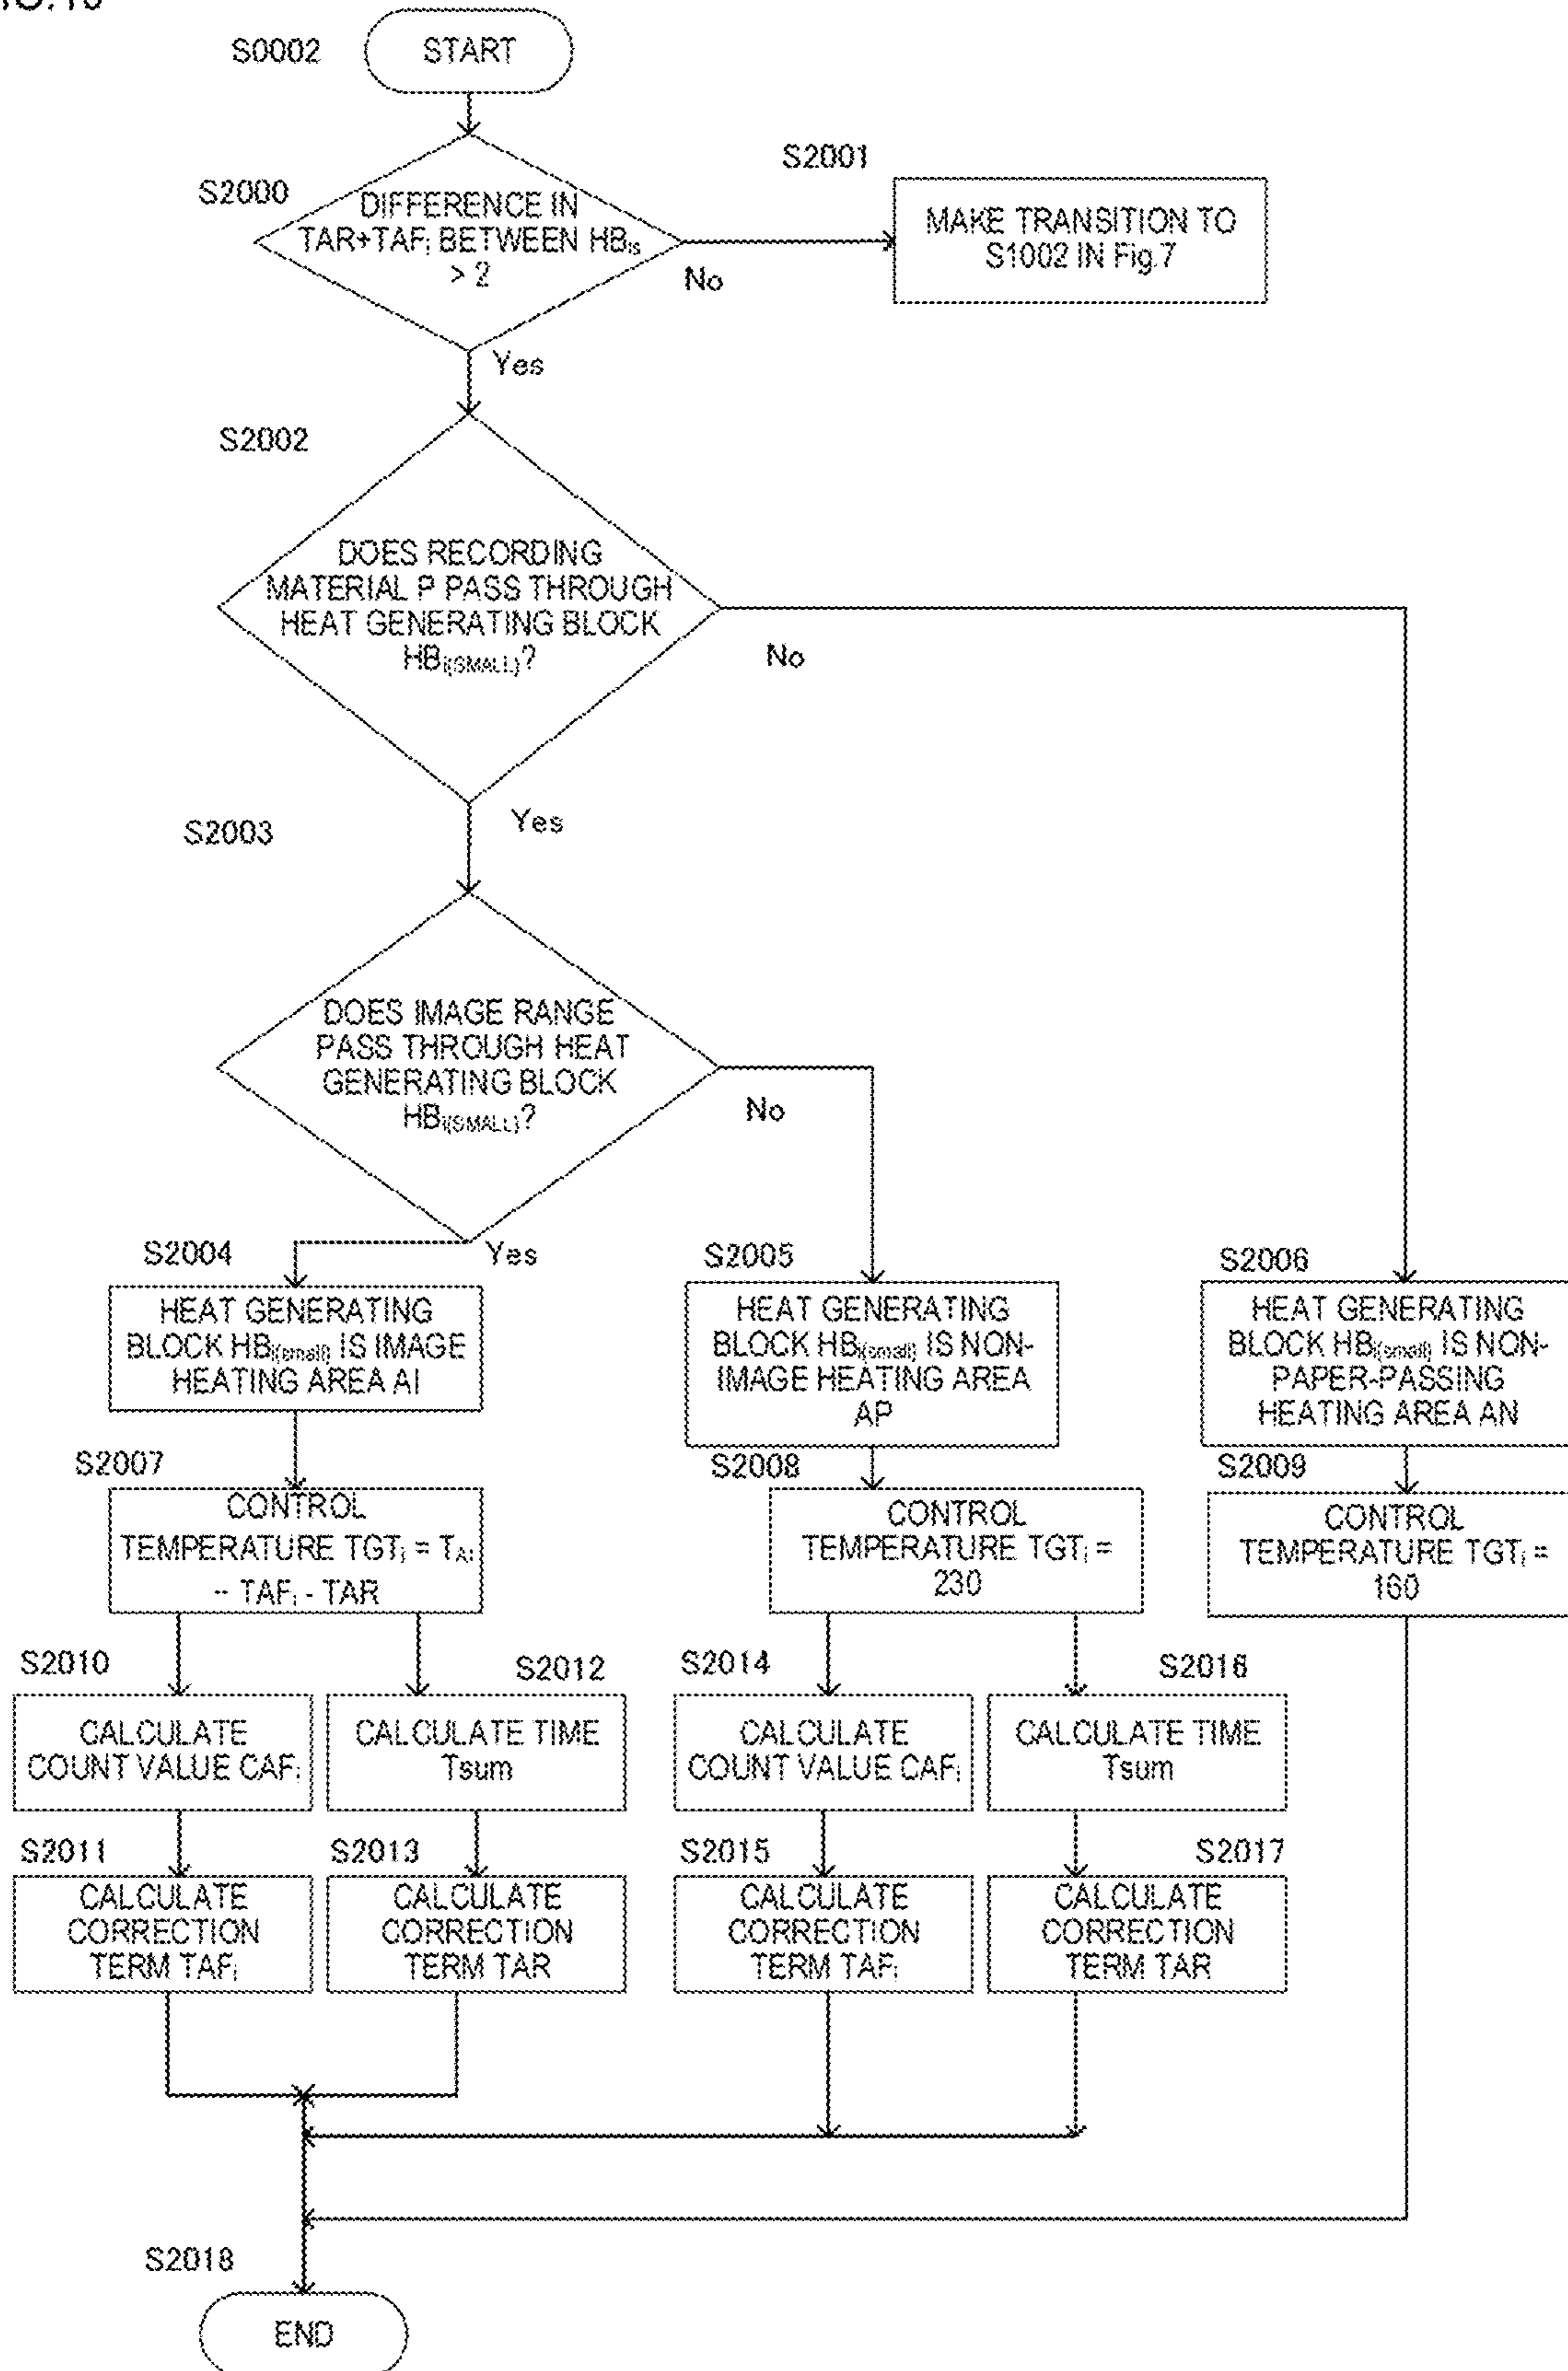 S0002
START
S2000
DIFFERENCE IN
TAR+TAFi BETWEEN HBis
> 2
No
Yes
S2001
MAKE TRANSITION TO
S1002 IN Fig.7
S2002
DOES RECORDING
MATERIAL P PASS THROUGH
HEAT GENERATING BLOCK
HBi(SMALL)?
No
Yes
S2003
DOES IMAGE RANGE
PASS THROUGH HEAT
GENERATING BLOCK
HBi(SMALL)?
No
Yes
S2004
HEAT GENERATING
BLOCK HBi(small) IS IMAGE
HEATING AREA AI
S2005
HEAT GENERATING
BLOCK HBi(small) IS NON-
IMAGE HEATING AREA
AP
S2006
HEAT GENERATING
BLOCK HBi(small) IS NON-
PAPER-PASSING
HEATING AREA AN
S2007
CONTROL
TEMPERATURE TGTi = TAI
- TAFi - TAR
S2008
CONTROL
TEMPERATURE TGTi =
230
S2009
CONTROL
TEMPERATURE TGTi =
160
S2010
CALCULATE
COUNT VALUE CAFi
S2012
CALCULATE TIME
Tsum
S2014
CALCULATE
COUNT VALUE CAFi
S2016
CALCULATE TIME
Tsum
S2011
CALCULATE
CORRECTION
TERM TAFi
S2013
CALCULATE
CORRECTION
TERM TAR
S2015
CALCULATE
CORRECTION
TERM TAFi
S2017
CALCULATE
CORRECTION
TERM TAR
S2018
END